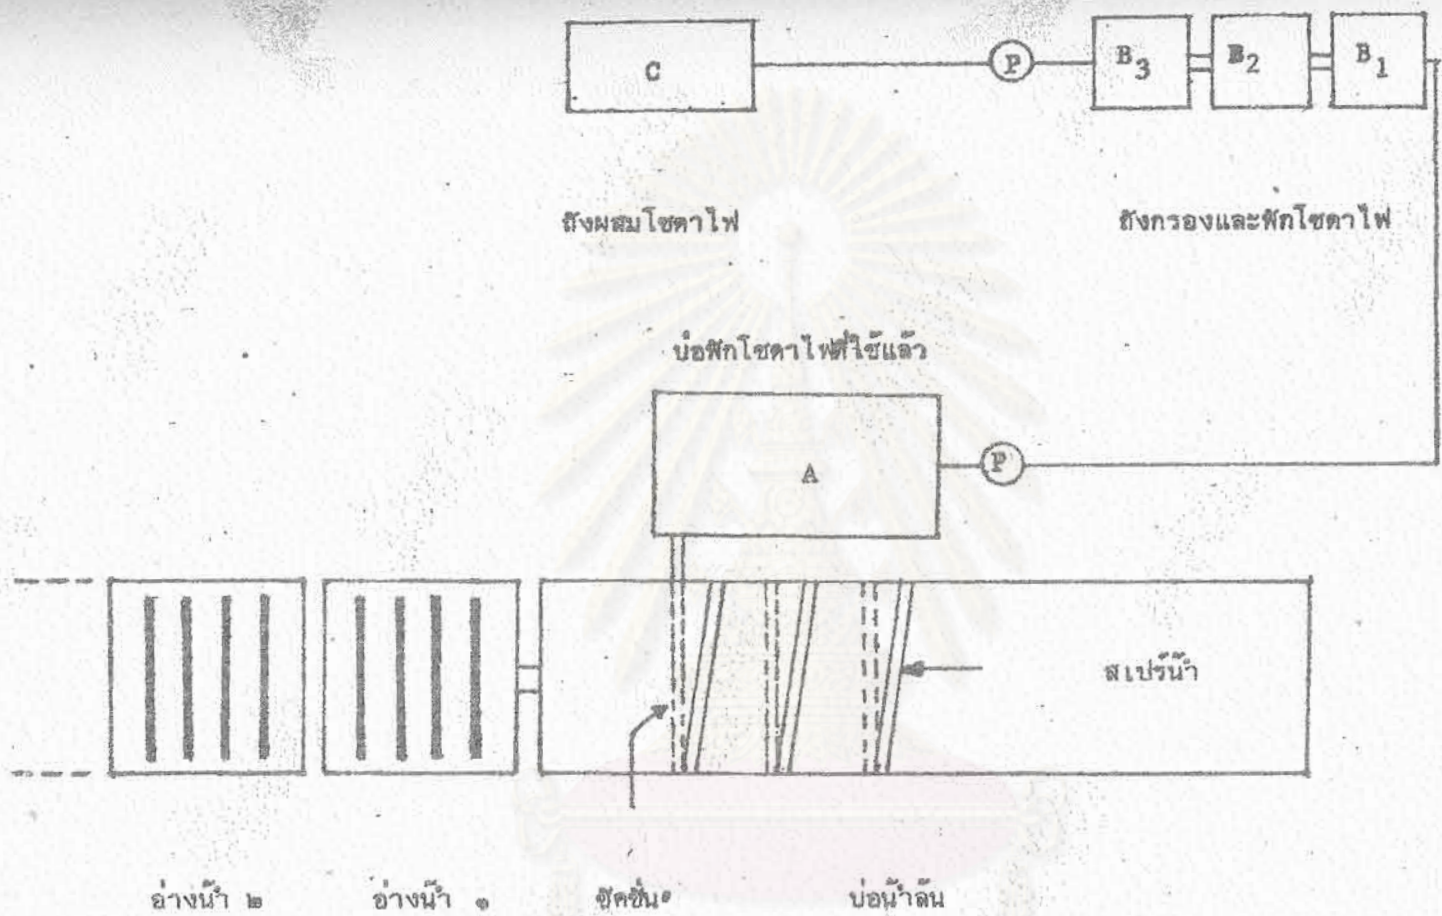 C P B₃ B₂ B₁
ถังผสมโซดาไฟ ถังกรองและพักโซดาไฟ
บ่อพักโซดาไฟที่ใช้แล้ว
A P
สเปร์น้ำ
อ่างน้ำ ๒ อ่างน้ำ ๑ ซัคชั่น บ่อน้ำล้น